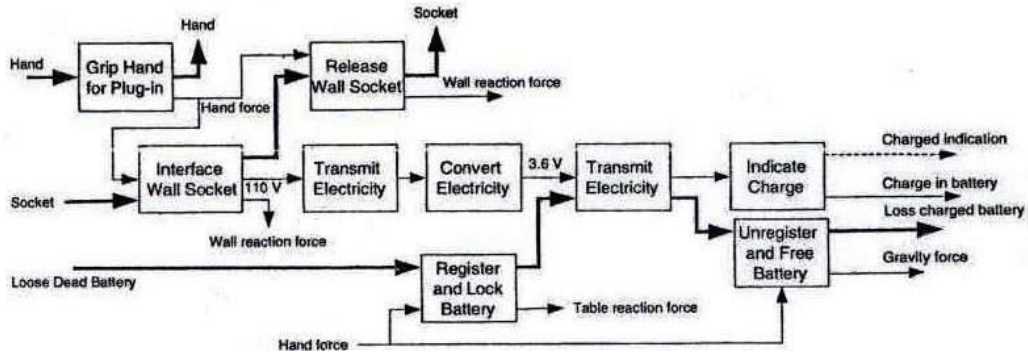 Socket
Hand
Hand
Grip Hand
for Plug-in
Release
Wall Socket
Wall reaction force
Hand force
Interface
Wall Socket
110 V
Transmit
Electricity
Convert
Electricity
3.6 V
Transmit
Electricity
Indicate
Charge
Charged indication
Charge in battery
Socket
Wall reaction force
Loss charged battery
Unregister
and Free
Battery
Gravity force
Loose Dead Battery
Register
and Lock
Battery
Table reaction force
Hand force